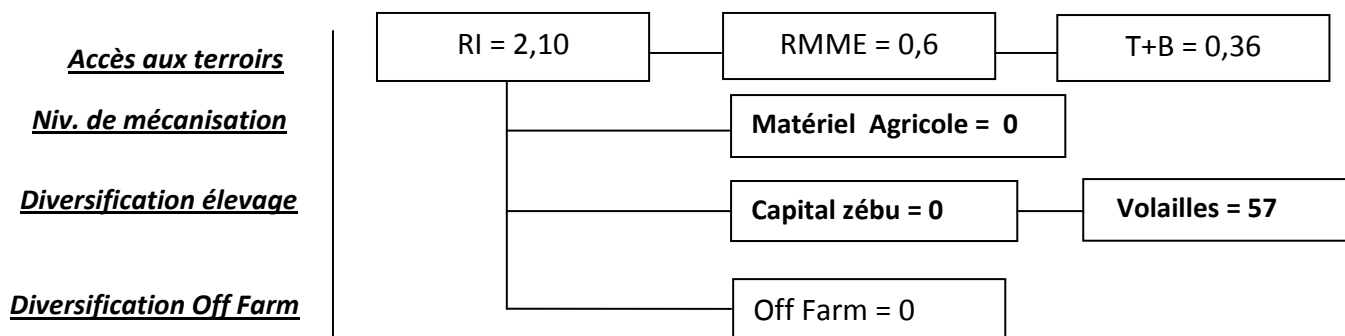 Accès aux terroirs RI = 2,10 RMME = 0,6 T+B = 0,36
Niv. de mécanisation Matériel Agricole = 0
Diversification élevage Capital zébu = 0 Volailles = 57
Diversification Off Farm Off Farm = 0